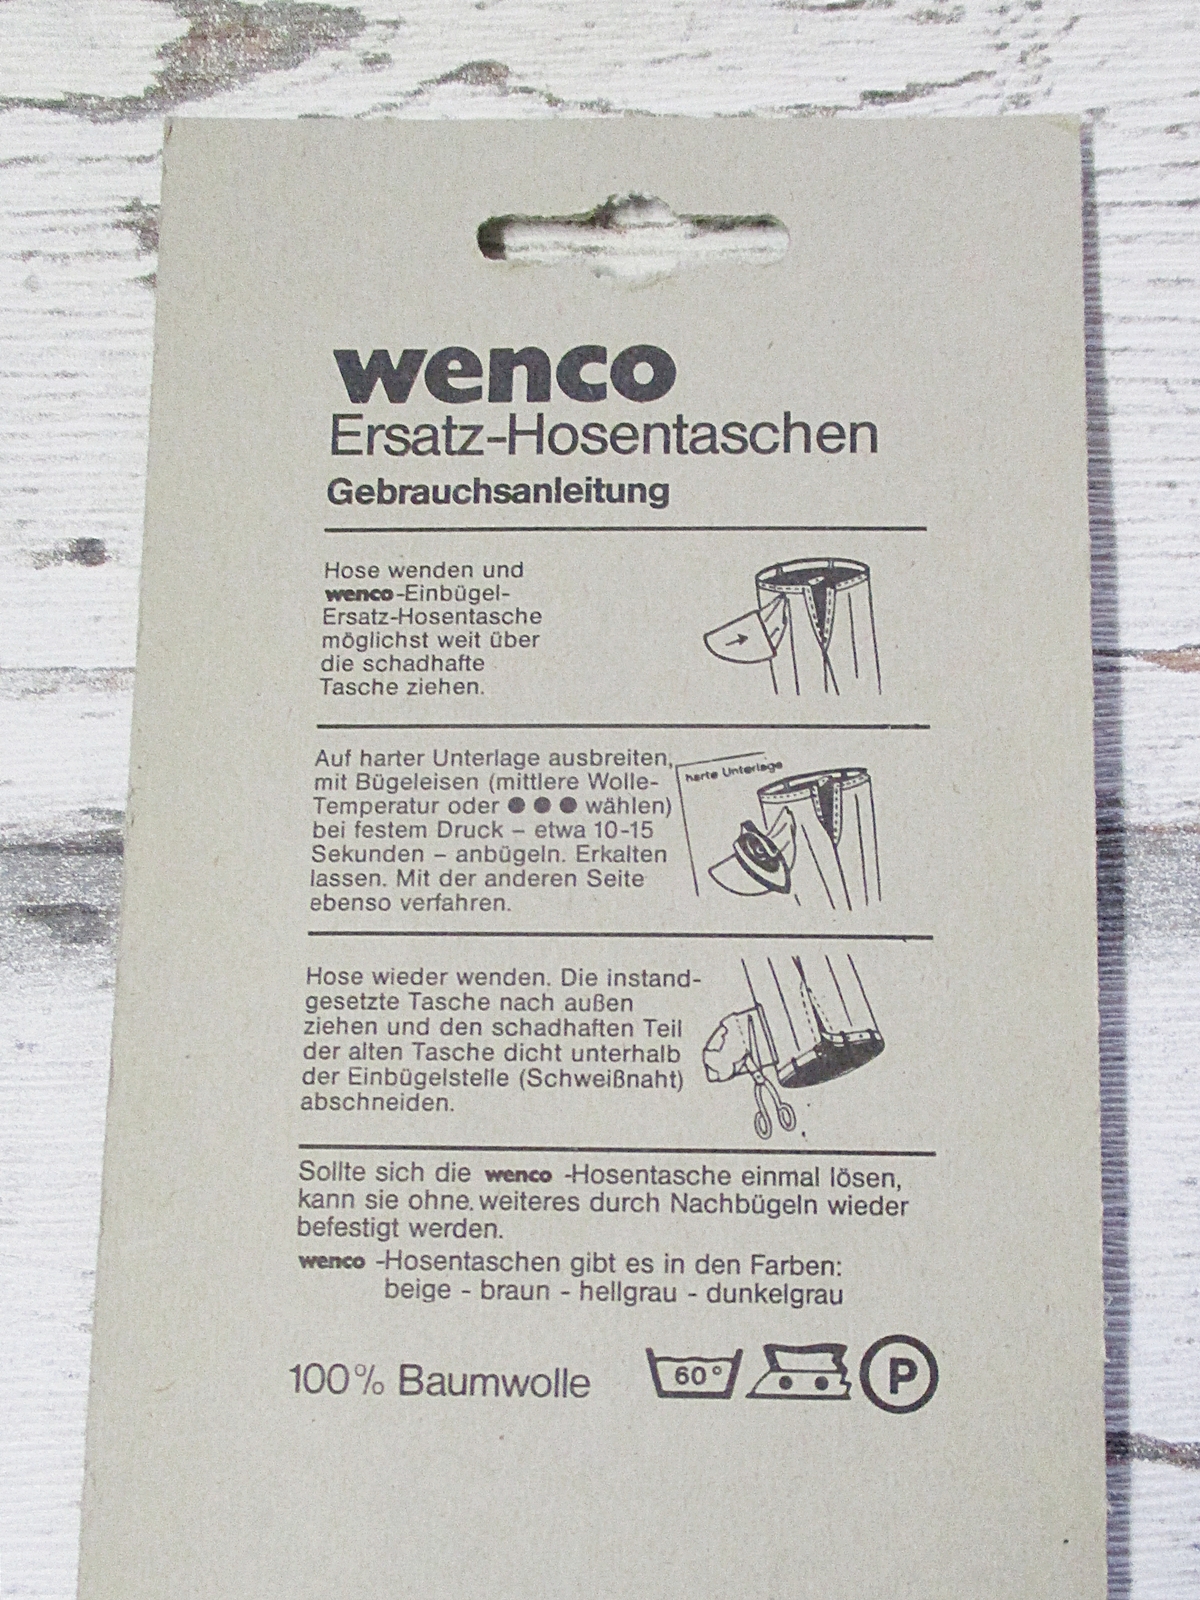 wenco
Ersatz-Hosentaschen
Gebrauchsanleitung
Hose wenden und
wenco-Einbügel-
Ersatz-Hosentasche
möglichst weit über
die schadhafte
Tasche ziehen.
Auf harter Unterlage ausbreiten,
mit Bügeleisen (mittlere Wolle-
Temperatur oder ● ● ● wählen)
bei festem Druck – etwa 10-15
Sekunden – anbügeln. Erkalten
lassen. Mit der anderen Seite
ebenso verfahren.
harte Unterlage
Hose wieder wenden. Die instand-
gesetzte Tasche nach außen
ziehen und den schadhaften Teil
der alten Tasche dicht unterhalb
der Einbügelstelle (Schweißnaht)
abschneiden.
Sollte sich die wenco -Hosentasche einmal lösen,
kann sie ohne weiteres durch Nachbügeln wieder
befestigt werden.
wenco -Hosentaschen gibt es in den Farben:
beige - braun - hellgrau - dunkelgrau
100% Baumwolle 60° P